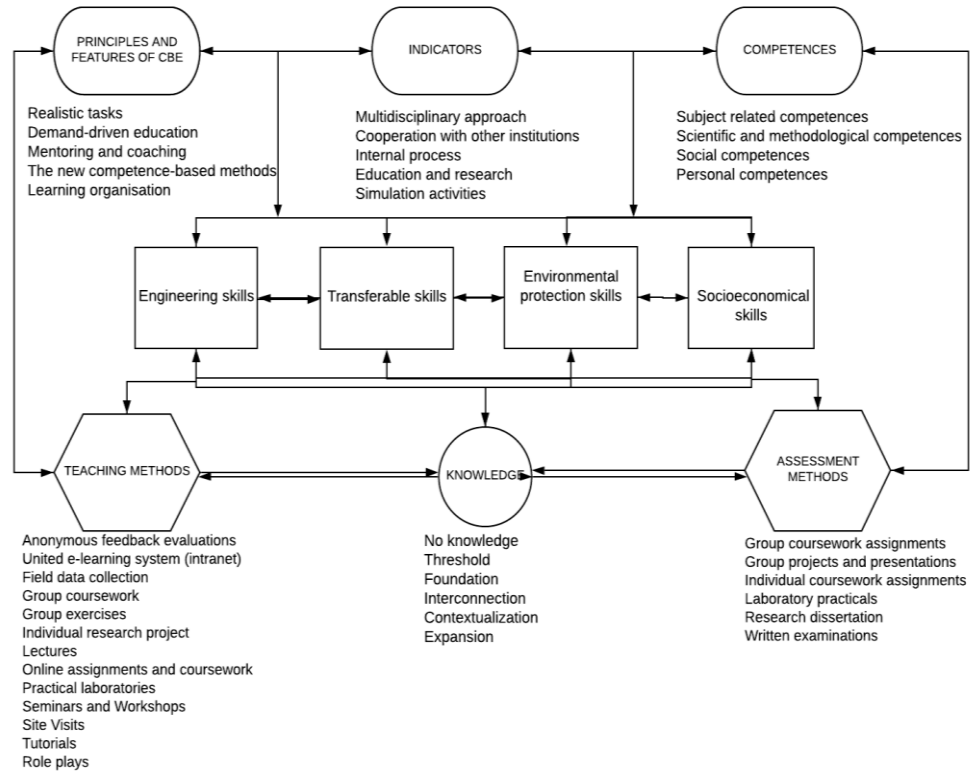 PRINCIPLES AND
FEATURES OF CBE
INDICATORS
COMPETENCES
Realistic tasks
Demand-driven education
Mentoring and coaching
The new competence-based methods
Learning organisation
Multidisciplinary approach
Cooperation with other institutions
Internal process
Education and research
Simulation activities
Subject related competences
Scientific and methodological competences
Social competences
Personal competences
Engineering skills
Transferable skills
Environmental
protection skills
Socioeconomical
skills
TEACHING METHODS
KNOWLEDGE
ASSESSMENT
METHODS
Anonymous feedback evaluations
United e-learning system (intranet)
Field data collection
Group coursework
Group exercises
Individual research project
Lectures
Online assignments and coursework
Practical laboratories
Seminars and Workshops
Site Visits
Tutorials
Role plays
No knowledge
Threshold
Foundation
Interconnection
Contextualization
Expansion
Group coursework assignments
Group projects and presentations
Individual coursework assignments
Laboratory practicals
Research dissertation
Written examinations